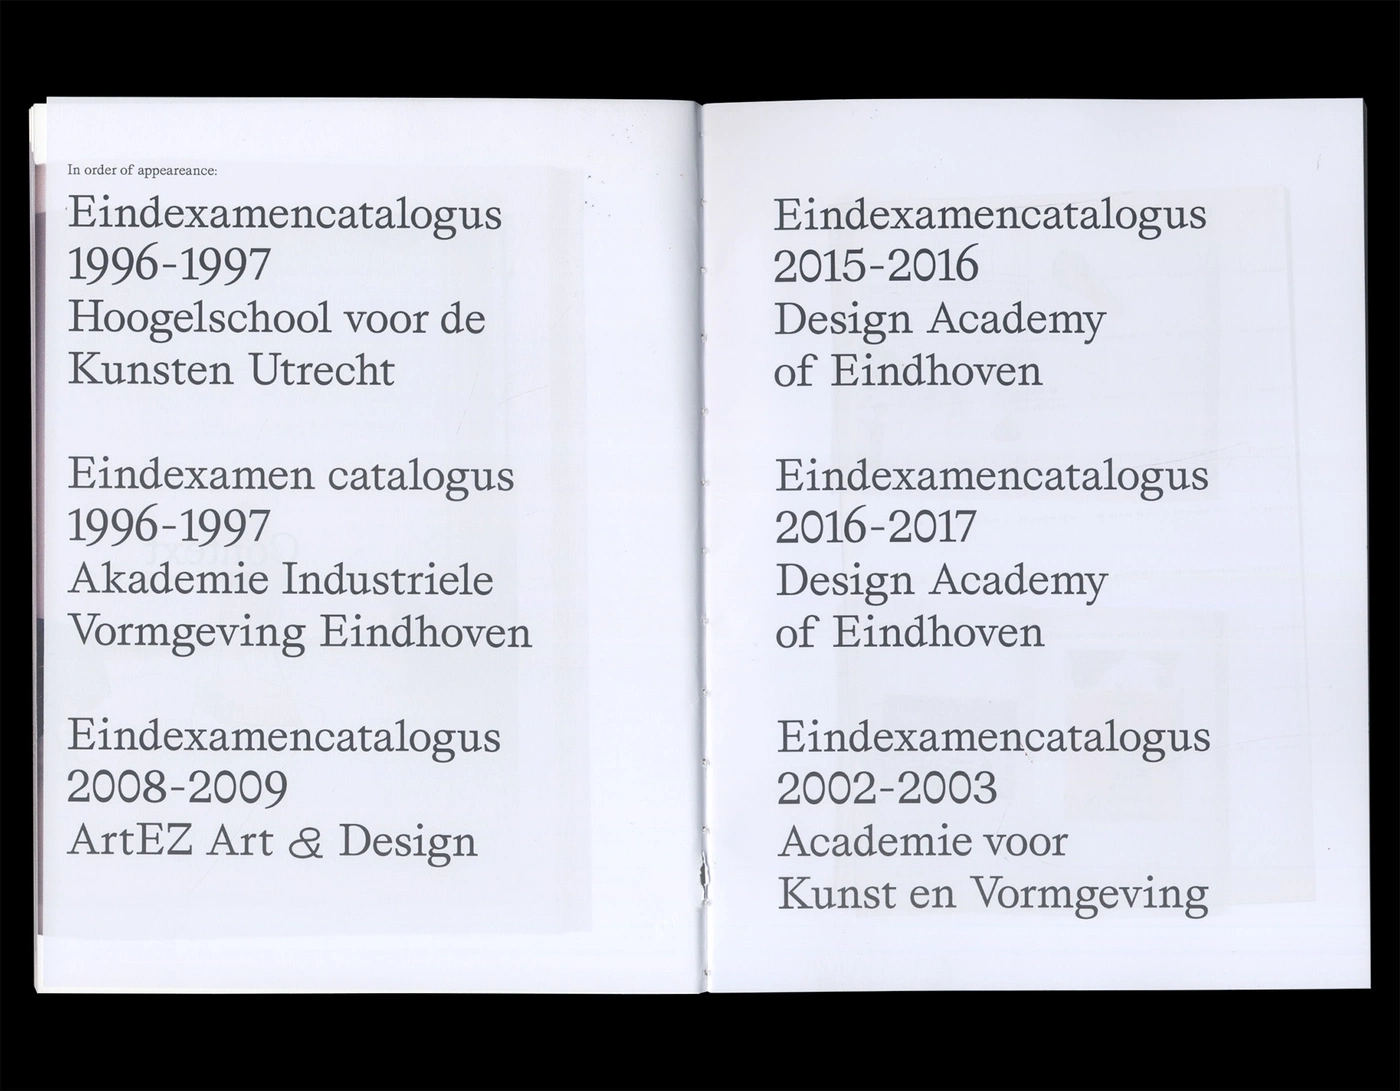 In order of appeareance:
Eindexamencatalogus
1996-1997
Hoogelschool voor de
Kunsten Utrecht
Eindexamen catalogus
1996-1997
Akademie Industriele
Vormgeving Eindhoven
Eindexamencatalogus
2008-2009
ArtEZ Art & Design
Eindexamencatalogus
2015-2016
Design Academy
of Eindhoven
Eindexamencatalogus
2016-2017
Design Academy
of Eindhoven
Eindexamencatalogus
2002-2003
Academie voor
Kunst en Vormgeving